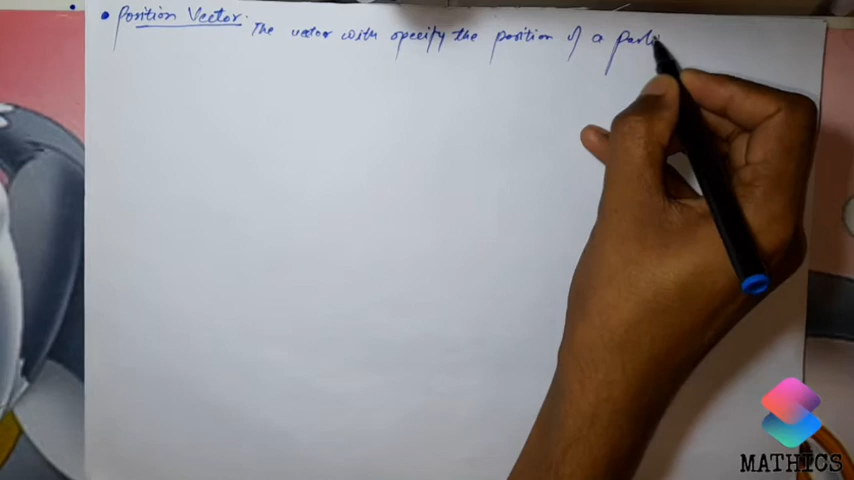 • Position Vector.
The vector with specify the position of a parti
MATHICS